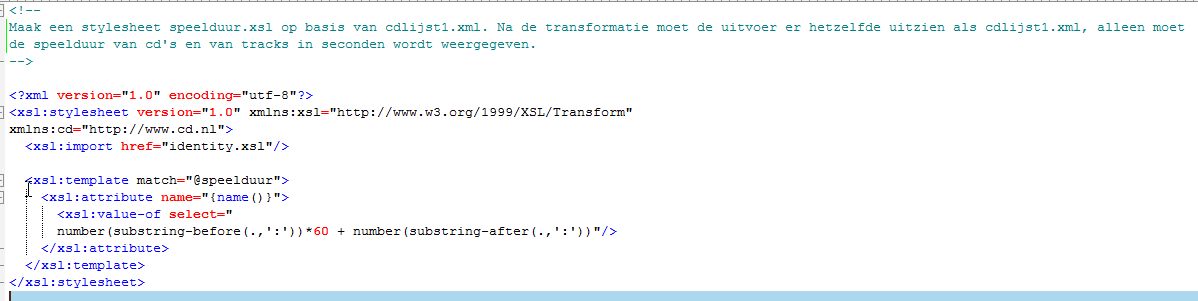 <!--
Maak een stylesheet speelduur.xsl op basis van cdlijst1.xml. Na de transformatie moet de uitvoer er hetzelfde uitzien als cdlijst1.xml, alleen moet
de speelduur van cd's en van tracks in seconden wordt weergegeven.
-->
<?xml version="1.0" encoding="utf-8"?>
<xsl:stylesheet version="1.0" xmlns:xsl="http://www.w3.org/1999/XSL/Transform"
xmlns:cd="http://www.cd.nl">
<xsl:import href="identity.xsl"/>
<xsl:template match="@speelduur">
<xsl:attribute name="{name()}">
<xsl:value-of select="
number(substring-before(.,':'))*60 + number(substring-after(.,':'))"/>
</xsl:attribute>
</xsl:template>
</xsl:stylesheet>